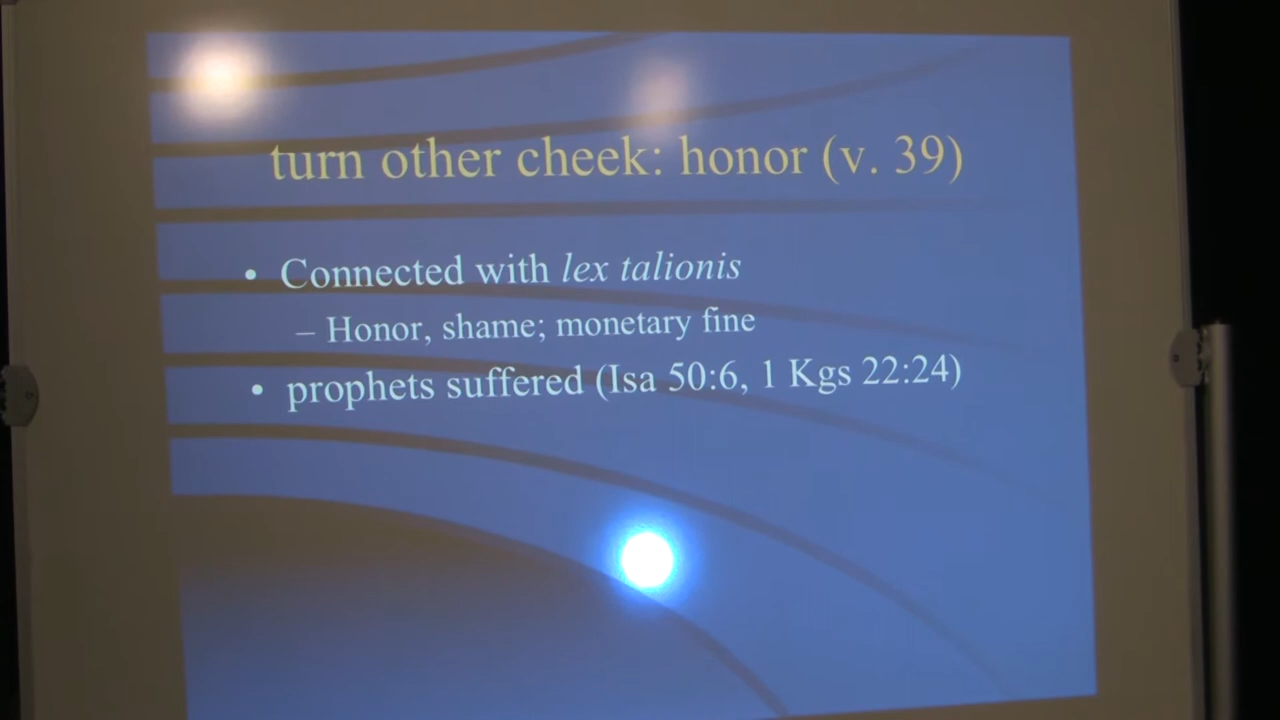 turn other cheek: honor (v. 39)
• Connected with lex talionis
– Honor, shame; monetary fine
• prophets suffered (Isa 50:6, 1 Kgs 22:24)